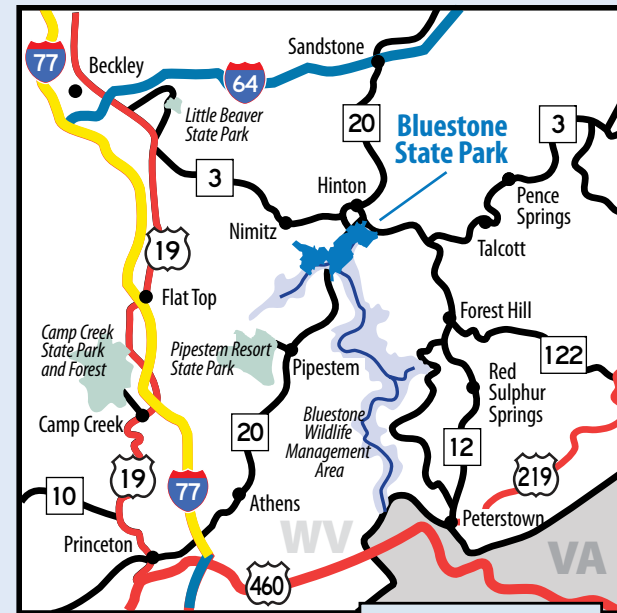 77
Beckley
Sandstone
64
Little Beaver
State Park
20
Bluestone
State Park
3
3
Hinton
Pence
Springs
Nimitz
Talcott
19
Flat Top
Forest Hill
Camp Creek
State Park
and Forest
Pipestem Resort
State Park
Pipestem
122
Red
Sulphur
Springs
Camp Creek
20
Bluestone
Wildlife
Management
Area
12
219
19
77
10
Athens
Peterstown
WV
VA
Princeton
460